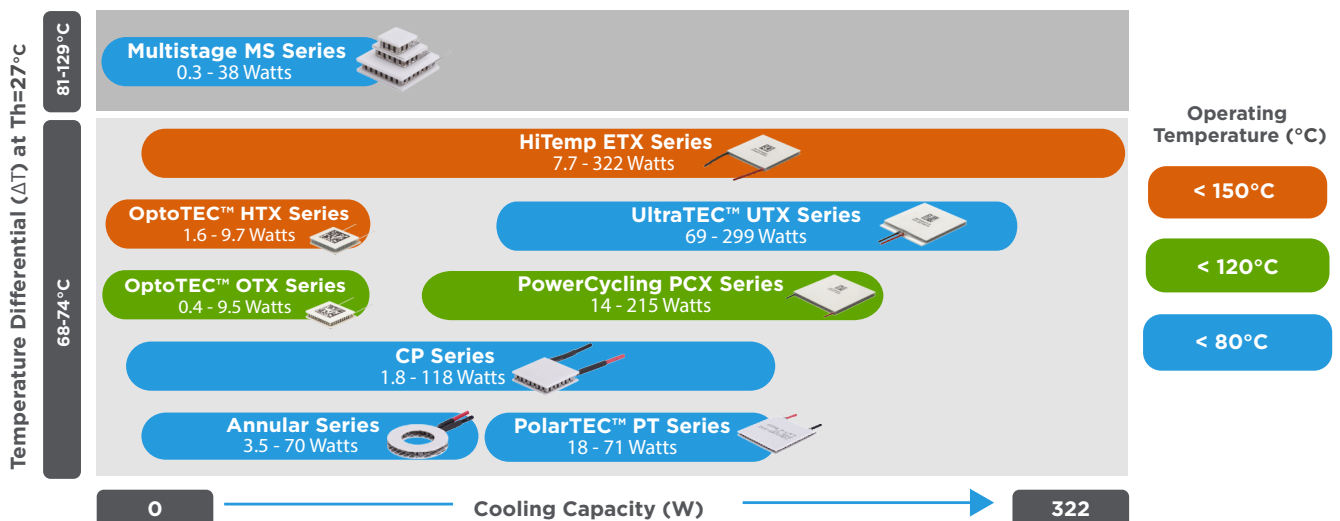 Temperature Differential (ΔT) at Th=27°C
81-129°C
Multistage MS Series
0.3 - 38 Watts
68-74°C
HiTemp ETX Series
7.7 - 322 Watts
OptoTEC™ HTX Series
1.6 - 9.7 Watts
UltraTEC™ UTX Series
69 - 299 Watts
OptoTEC™ OTX Series
0.4 - 9.5 Watts
PowerCycling PCX Series
14 - 215 Watts
CP Series
1.8 - 118 Watts
Annular Series
3.5 - 70 Watts
PolarTEC™ PT Series
18 - 71 Watts
0
Cooling Capacity (W)
322
Operating
Temperature (°C)
< 150°C
< 120°C
< 80°C